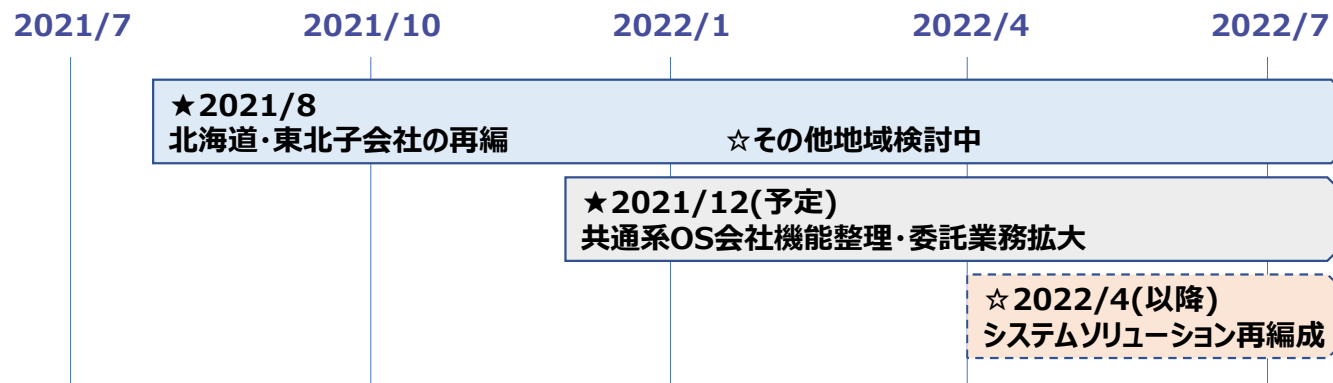 2021/7 2021/10 2022/1 2022/4 2022/7
★2021/8
北海道・東北子会社の再編 ☆その他地域検討中
★2021/12(予定)
共通系OS会社機能整理・委託業務拡大
☆2022/4(以降)
システムソリューション再編成